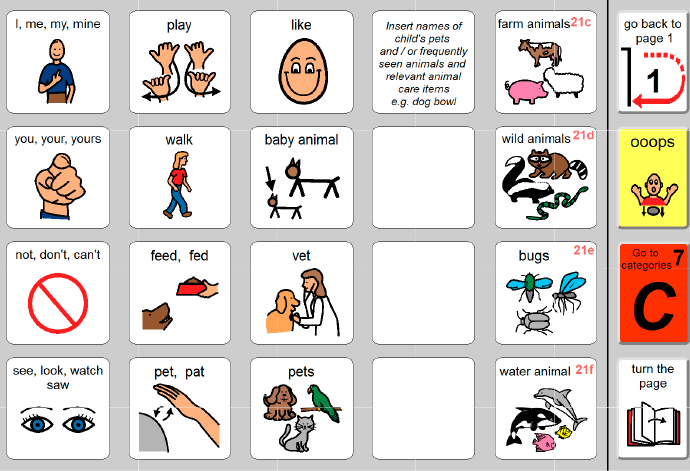 I, me, my, mine
play
like
Insert names of
child's pets
and / or frequently
seen animals and
relevant animal
care items
e.g. dog bowl
farm animals 21c
go back to
page 1
1
you, your, yours
walk
baby animal
wild animals 21d
ooops
not, don't, can't
feed, fed
vet
bugs 21e
Go to
categories 7
C
see, look, watch
saw
pet, pat
pets
water animal 21f
turn the
page